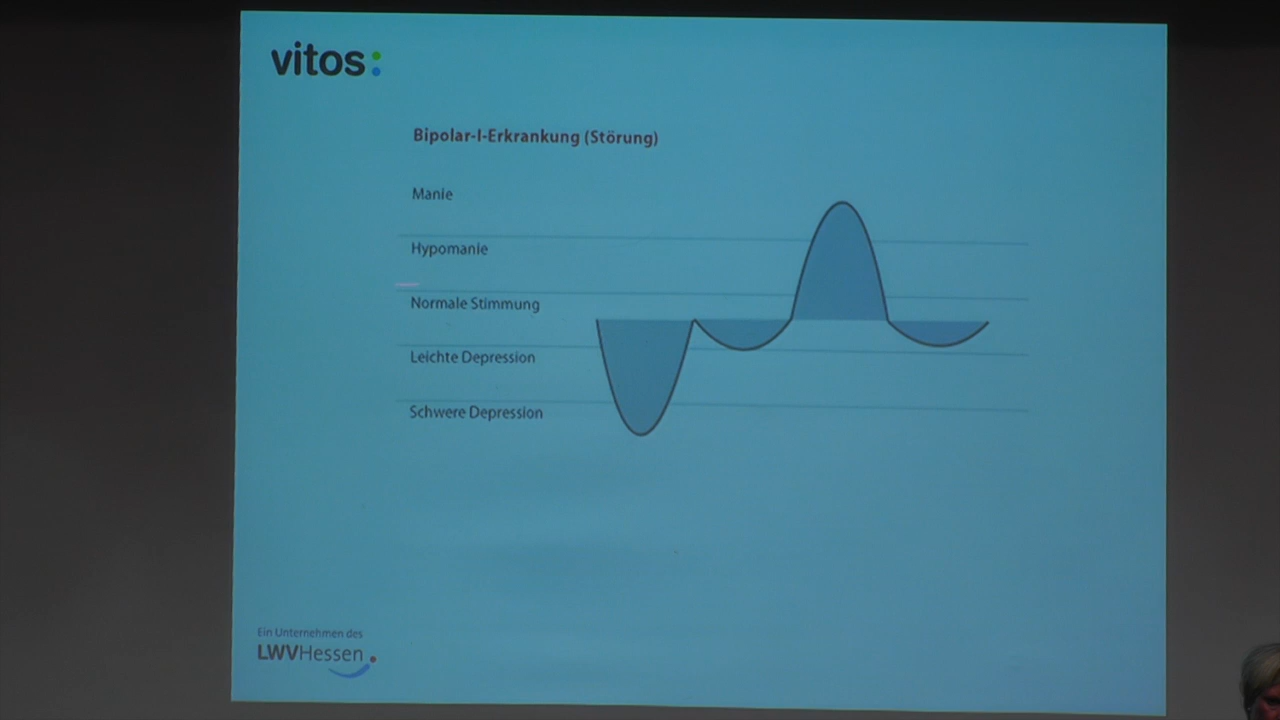 vitos:
Bipolar-I-Erkrankung (Störung)
Manie
Hypomanie
Normale Stimmung
Leichte Depression
Schwere Depression
Ein Unternehmen des
LWVHessen